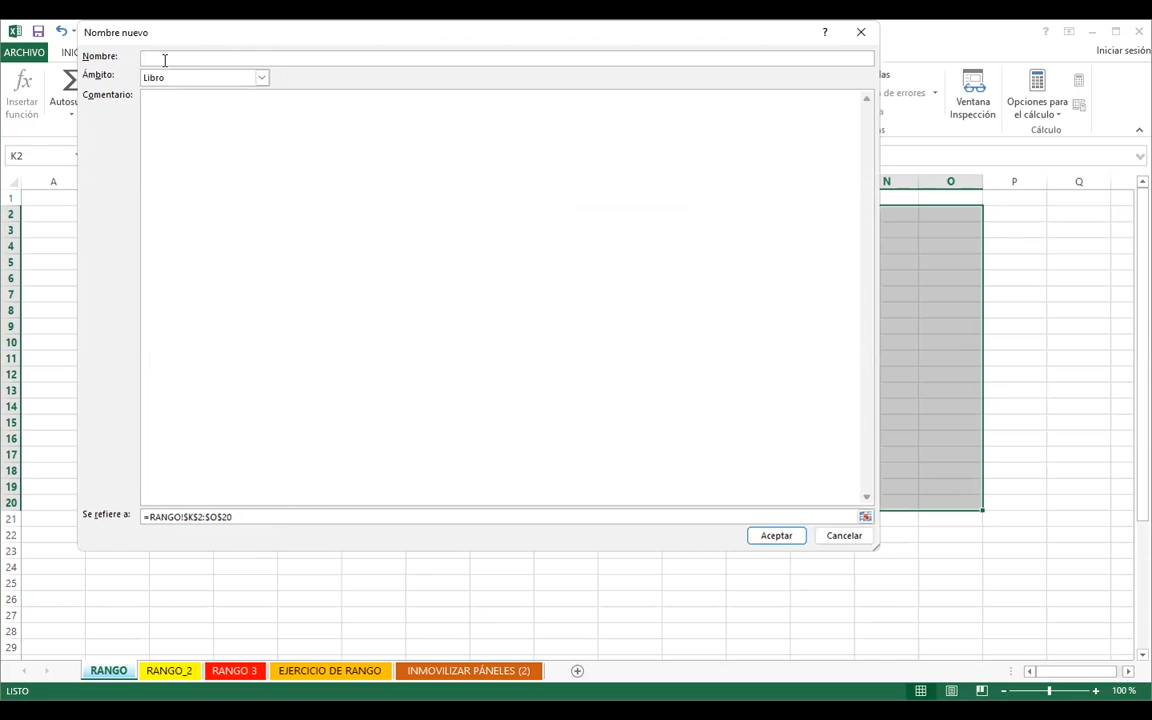 Nombre nuevo
?
Nombre:
Ámbito:
Libro
Comentario:
Se refiere a:
=RANGO!$K$2:$O$20
Aceptar
Cancelar
ARCHIVO
INIC
?
Iniciar sesión
Insertar
función
Autosu
das
de errores
Ventana
Inspección
Opciones para
el cálculo
Cálculo
K2
A
N
O
P
Q
1
2
3
4
5
6
7
8
9
10
11
12
13
14
15
16
17
18
19
20
21
22
23
24
25
26
27
28
29
RANGO
RANGO_2
RANGO 3
EJERCICIO DE RANGO
INMOVILIZAR PÁNELES (2)
LISTO
100 %